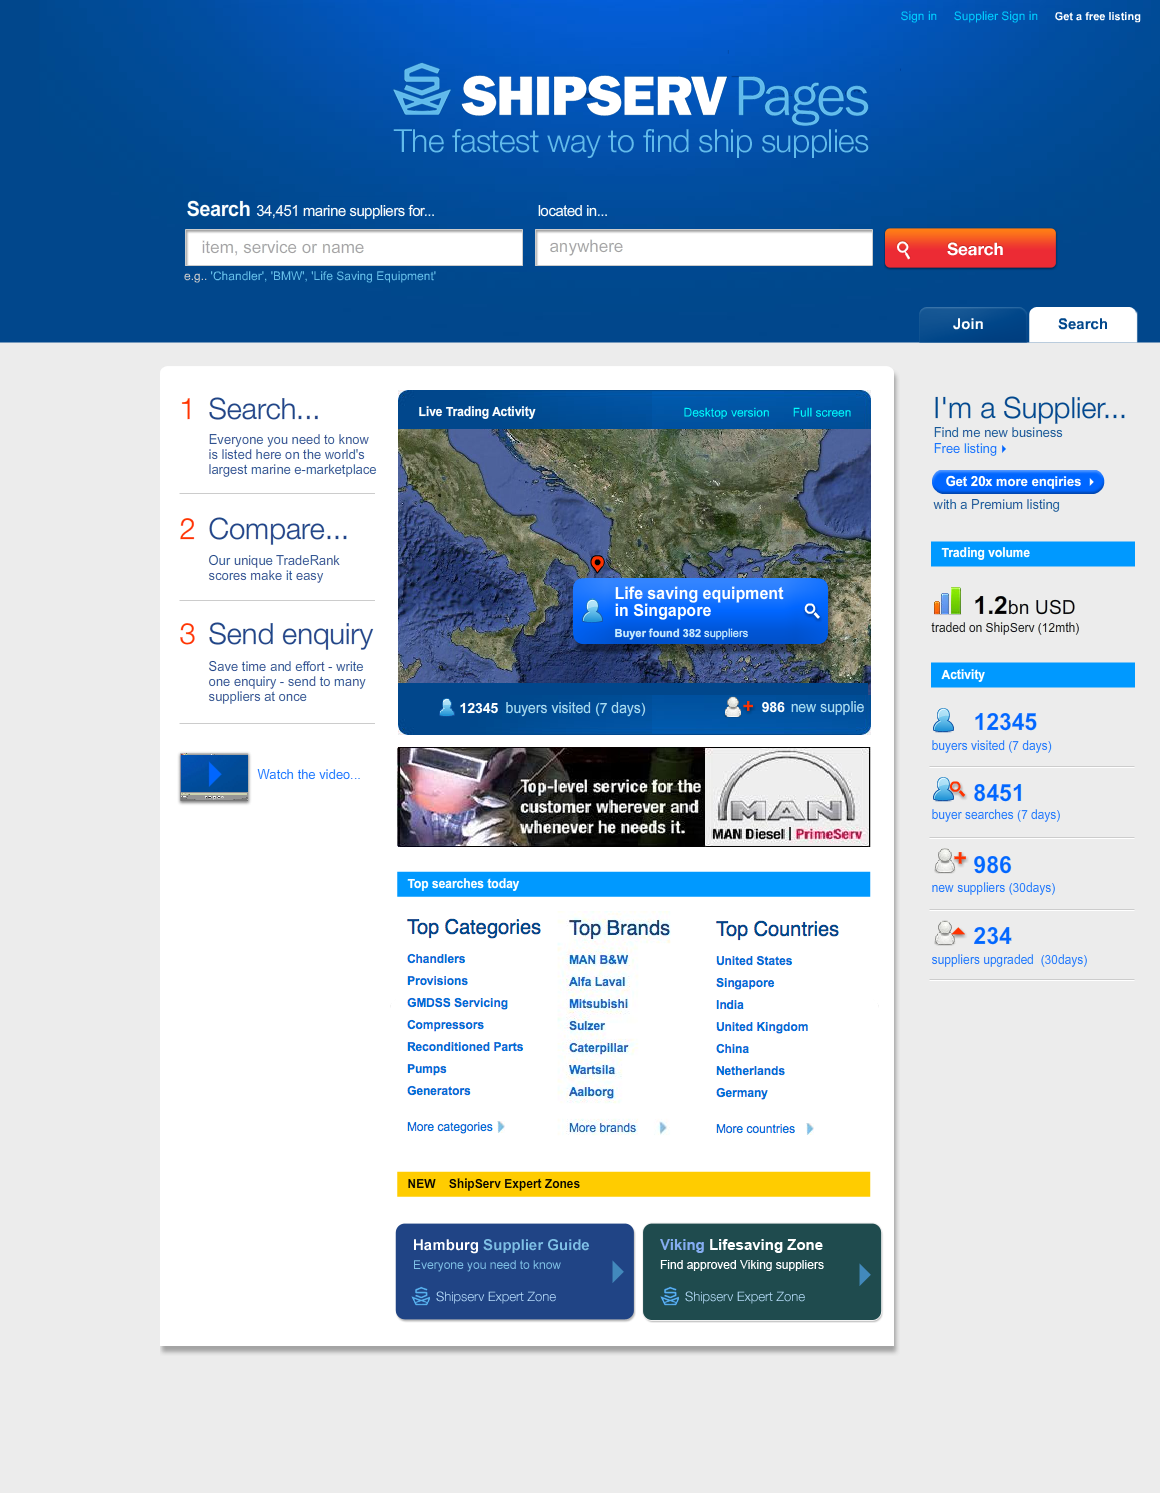 Sign in Supplier Sign in Get a free listing
SHIPSERV Pages
The fastest way to find ship supplies
Search 34,451 marine suppliers for...
located in...
item, service or name
anywhere
Search
e.g.. 'Chandler', 'BMW', 'Life Saving Equipment'
Join
Search
1 Search...
Everyone you need to know
is listed here on the world's
largest marine e-marketplace
2 Compare...
Our unique TradeRank
scores make it easy
3 Send enquiry
Save time and effort - write
one enquiry - send to many
suppliers at once
Watch the video...
Live Trading Activity Desktop version Full screen
Life saving equipment
in Singapore
Buyer found 382 suppliers
12345 buyers visited (7 days)
986 new supplie
Top-level service for the
customer wherever and
whenever he needs it.
MAN
MAN Diesel | PrimeServ
Top searches today
Top Categories
Chandlers
Provisions
GMDSS Servicing
Compressors
Reconditioned Parts
Pumps
Generators
More categories
Top Brands
MAN B&W
Alfa Laval
Mitsubishi
Sulzer
Caterpillar
Wartsila
Aalborg
More brands
Top Countries
United States
Singapore
India
United Kingdom
China
Netherlands
Germany
More countries
NEW ShipServ Expert Zones
Hamburg Supplier Guide
Everyone you need to know
Shipserv Expert Zone
Viking Lifesaving Zone
Find approved Viking suppliers
Shipserv Expert Zone
I'm a Supplier...
Find me new business
Free listing
Get 20x more enqiries
with a Premium listing
Trading volume
1.2bn USD
traded on ShipServ (12mth)
Activity
12345
buyers visited (7 days)
8451
buyer searches (7 days)
986
new suppliers (30days)
234
suppliers upgraded (30days)